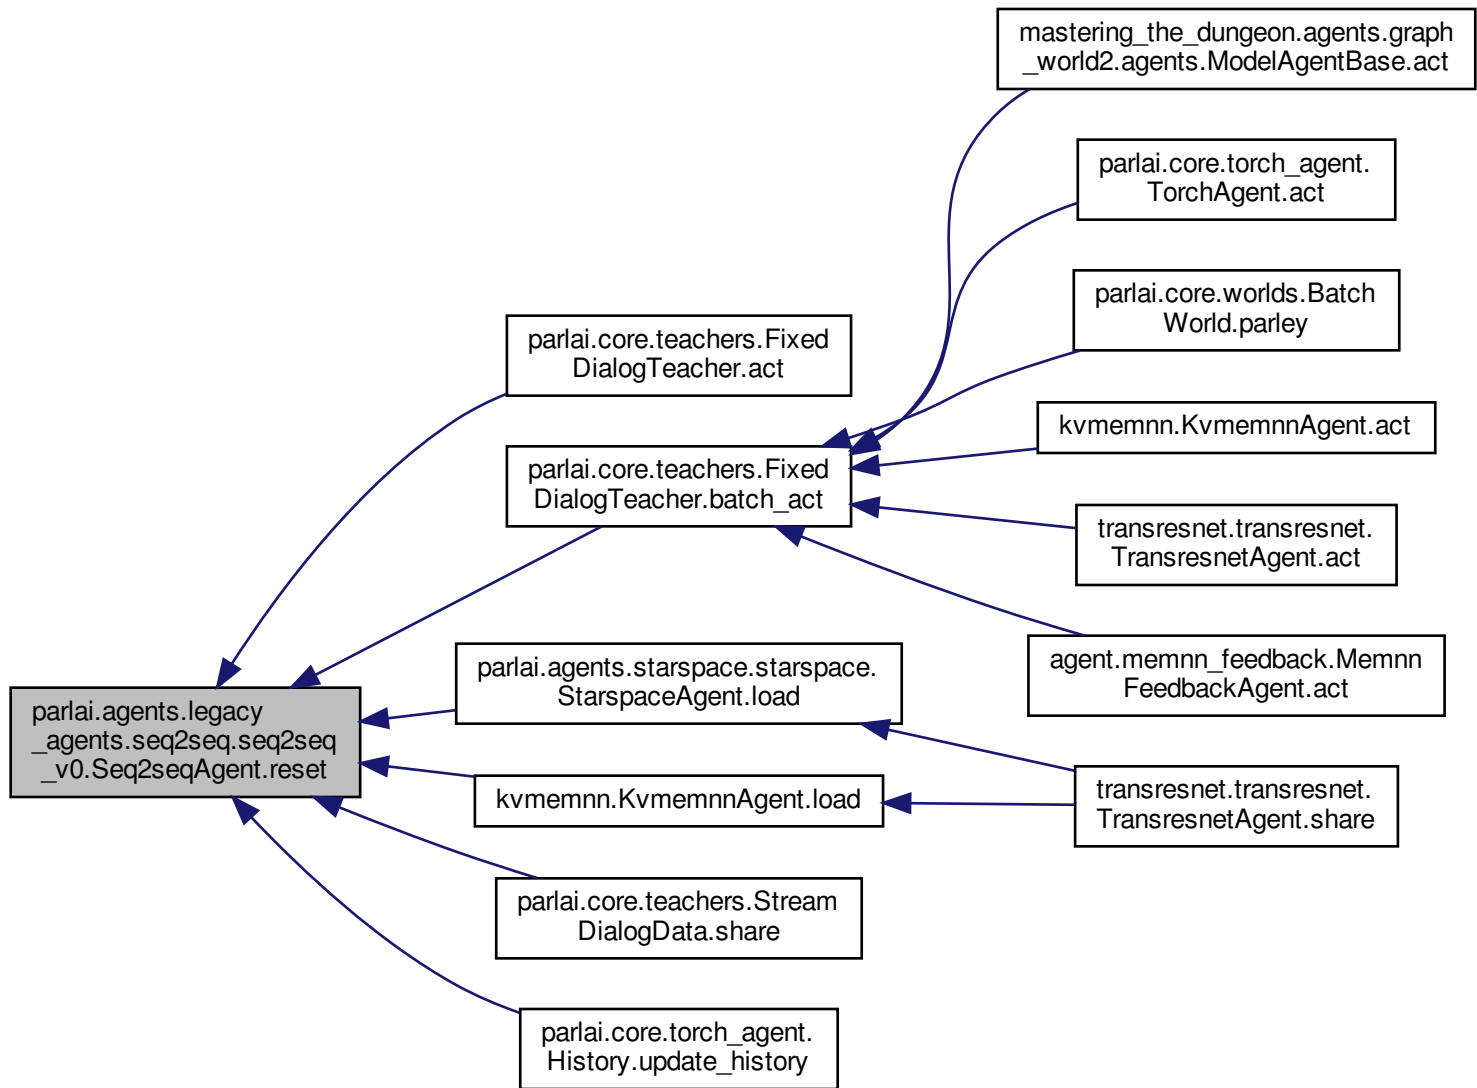 mastering_the_dungeon.agents.graph
_world2.agents.ModelAgentBase.act
parlai.core.torch_agent.
TorchAgent.act
parlai.core.worlds.Batch
World.parley
parlai.core.teachers.Fixed
DialogTeacher.act
kvmemnn.KvmemnnAgent.act
parlai.core.teachers.Fixed
DialogTeacher.batch_act
transresnet.transresnet.
TransresnetAgent.act
agent.memnn_feedback.Memnn
FeedbackAgent.act
parlai.agents.starspace.starspace.
StarspaceAgent.load
parlai.agents.legacy
_agents.seq2seq.seq2seq
_v0.Seq2seqAgent.reset
kvmemnn.KvmemnnAgent.load
transresnet.transresnet.
TransresnetAgent.share
parlai.core.teachers.Stream
DialogData.share
parlai.core.torch_agent.
History.update_history